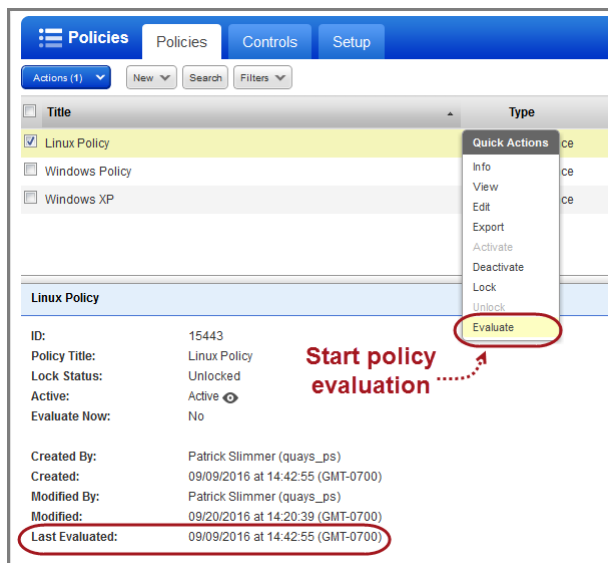 Policies
Policies Controls Setup
Actions (1) New Search Filters
Title Type
Linux Policy ce
Windows Policy ce
Windows XP ce
Quick Actions
Info
View
Edit
Export
Activate
Deactivate
Lock
Unlock
Evaluate
Start policy
evaluation
Linux Policy
ID: 15443
Policy Title: Linux Policy
Lock Status: Unlocked
Active: Active
Evaluate Now: No
Created By: Patrick Slimmer (quays_ps)
Created: 09/09/2016 at 14:42:55 (GMT-0700)
Modified By: Patrick Slimmer (quays_ps)
Modified: 09/20/2016 at 14:20:39 (GMT-0700)
Last Evaluated: 09/09/2016 at 14:42:55 (GMT-0700)